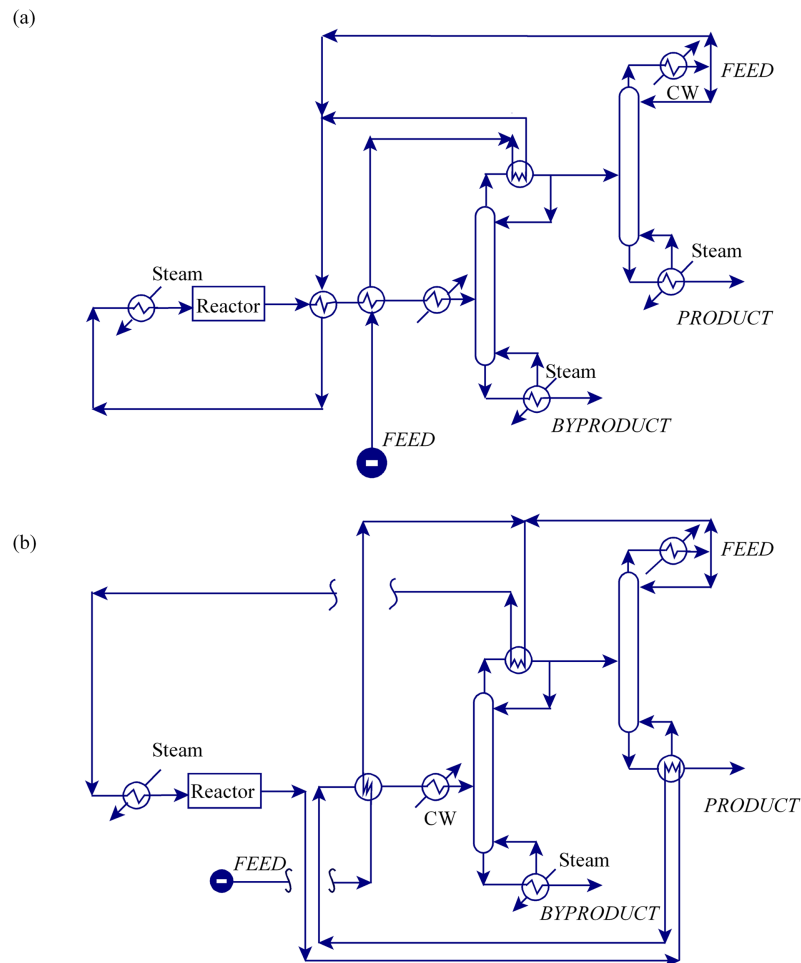 (a)
FEED
CW
Steam
Reactor
Steam
PRODUCT
Steam
BYPRODUCT
FEED
(b)
FEED
Steam
Reactor
CW
PRODUCT
FEED
Steam
BYPRODUCT